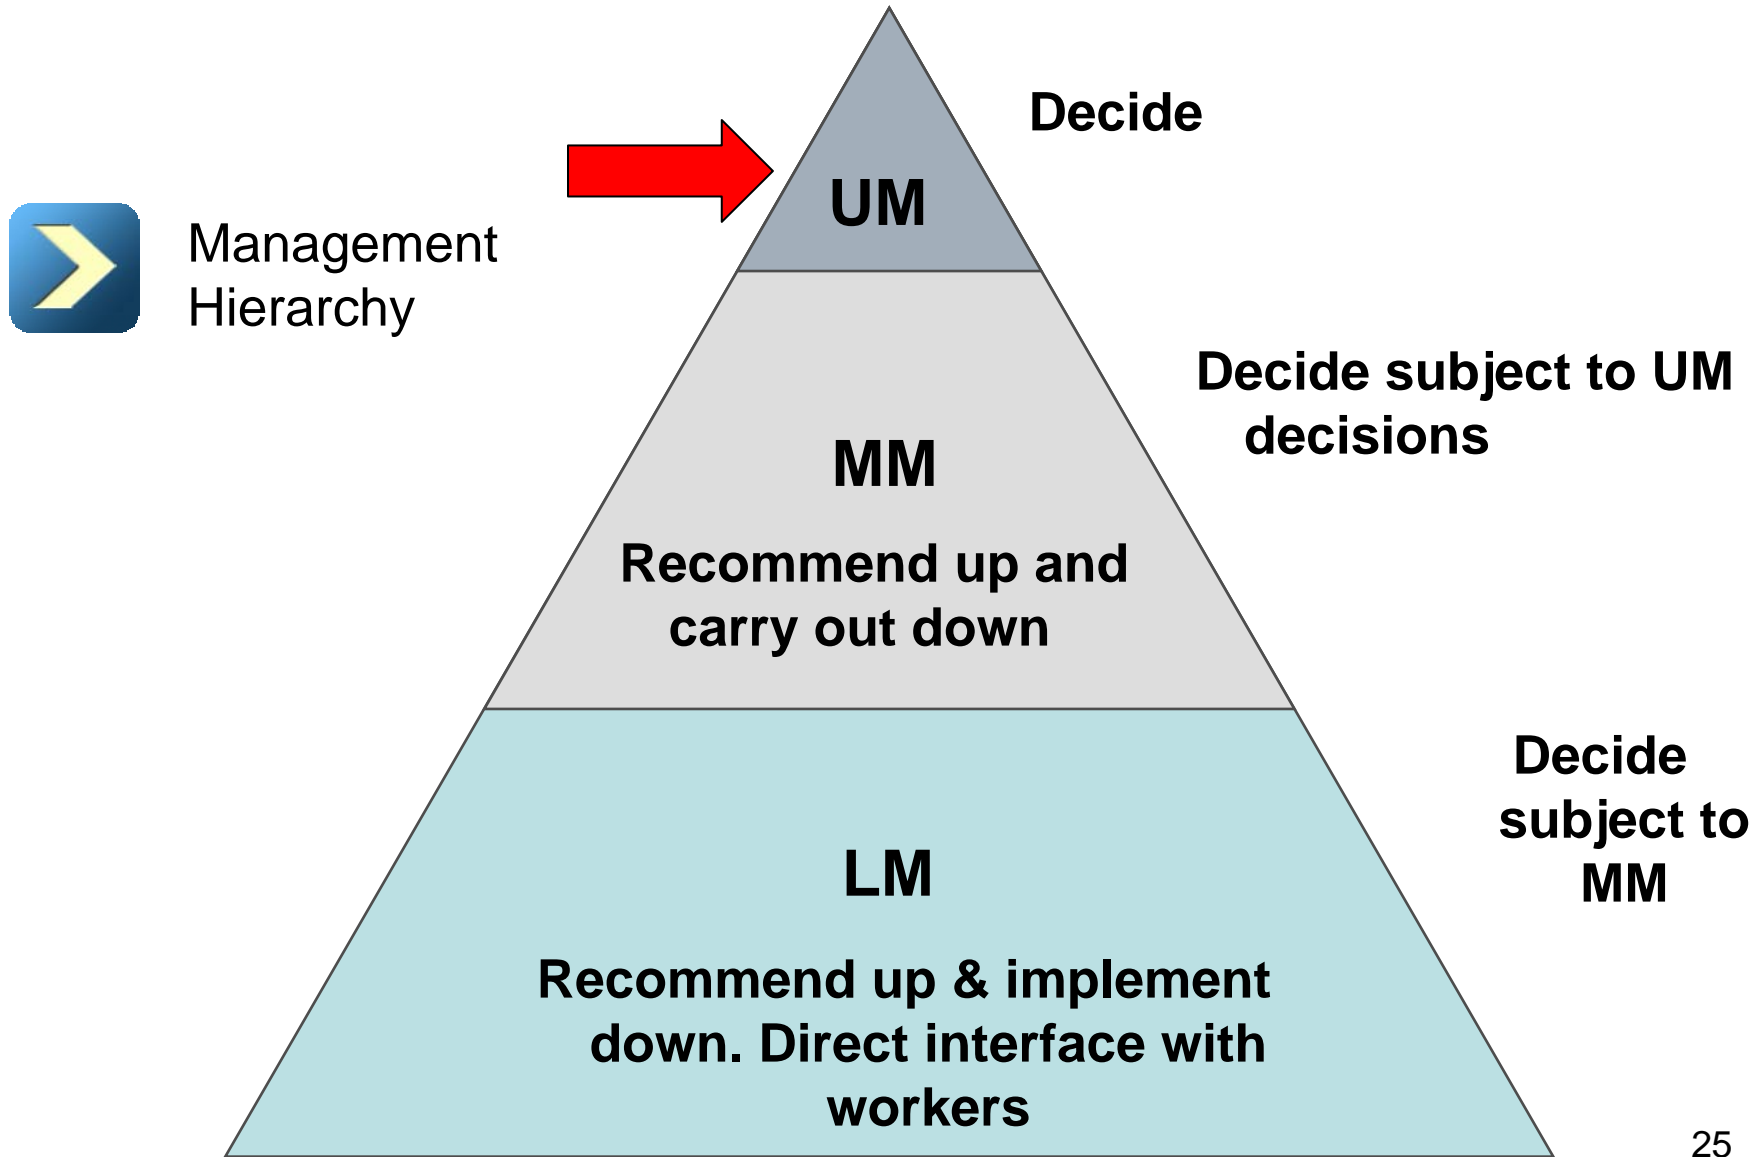 Decide
UM
Management
Hierarchy
Decide subject to UM
decisions
MM
Recommend up and
carry out down
Decide
subject to
MM
LM
Recommend up & implement
down. Direct interface with
workers
25